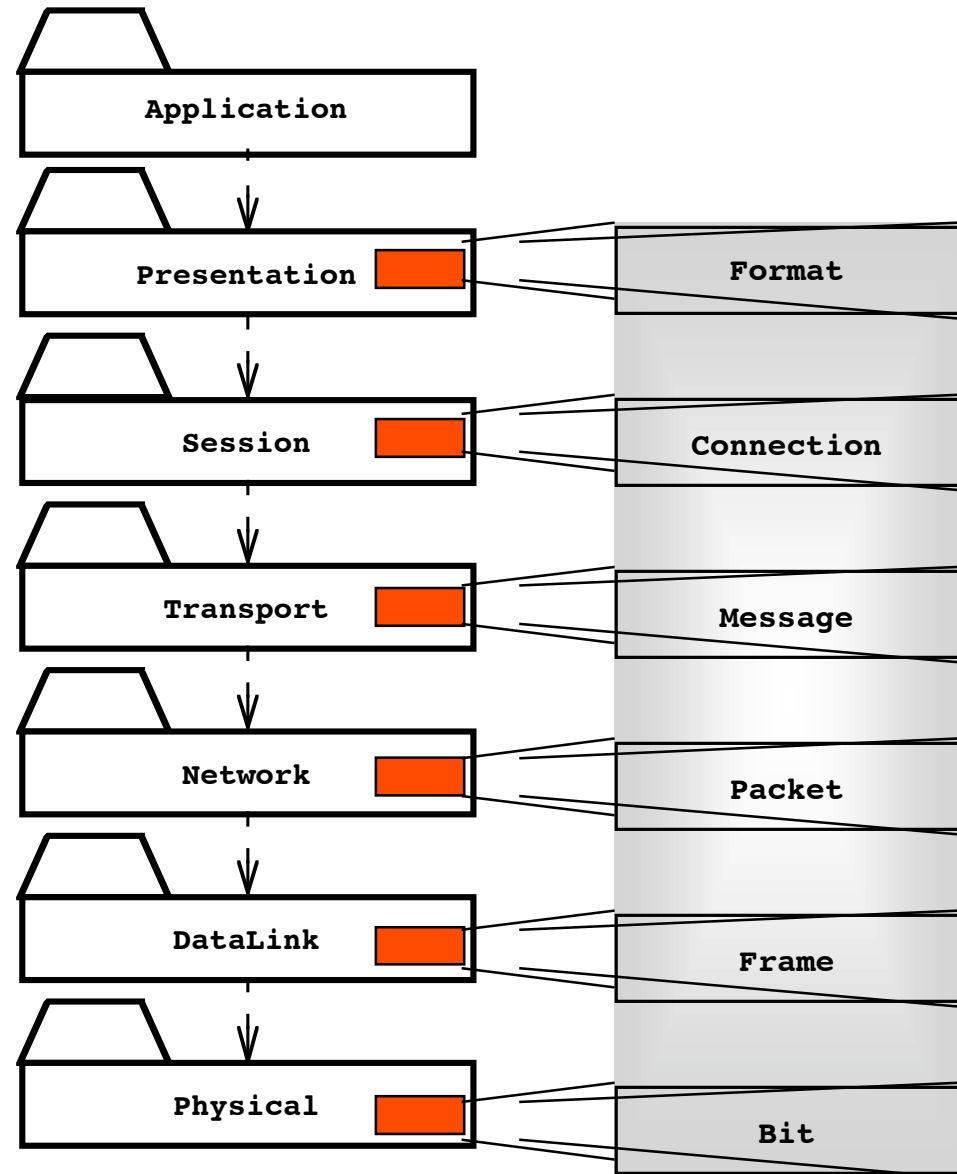 Application
Presentation
Format
Session
Connection
Transport
Message
Network
Packet
DataLink
Frame
Physical
Bit